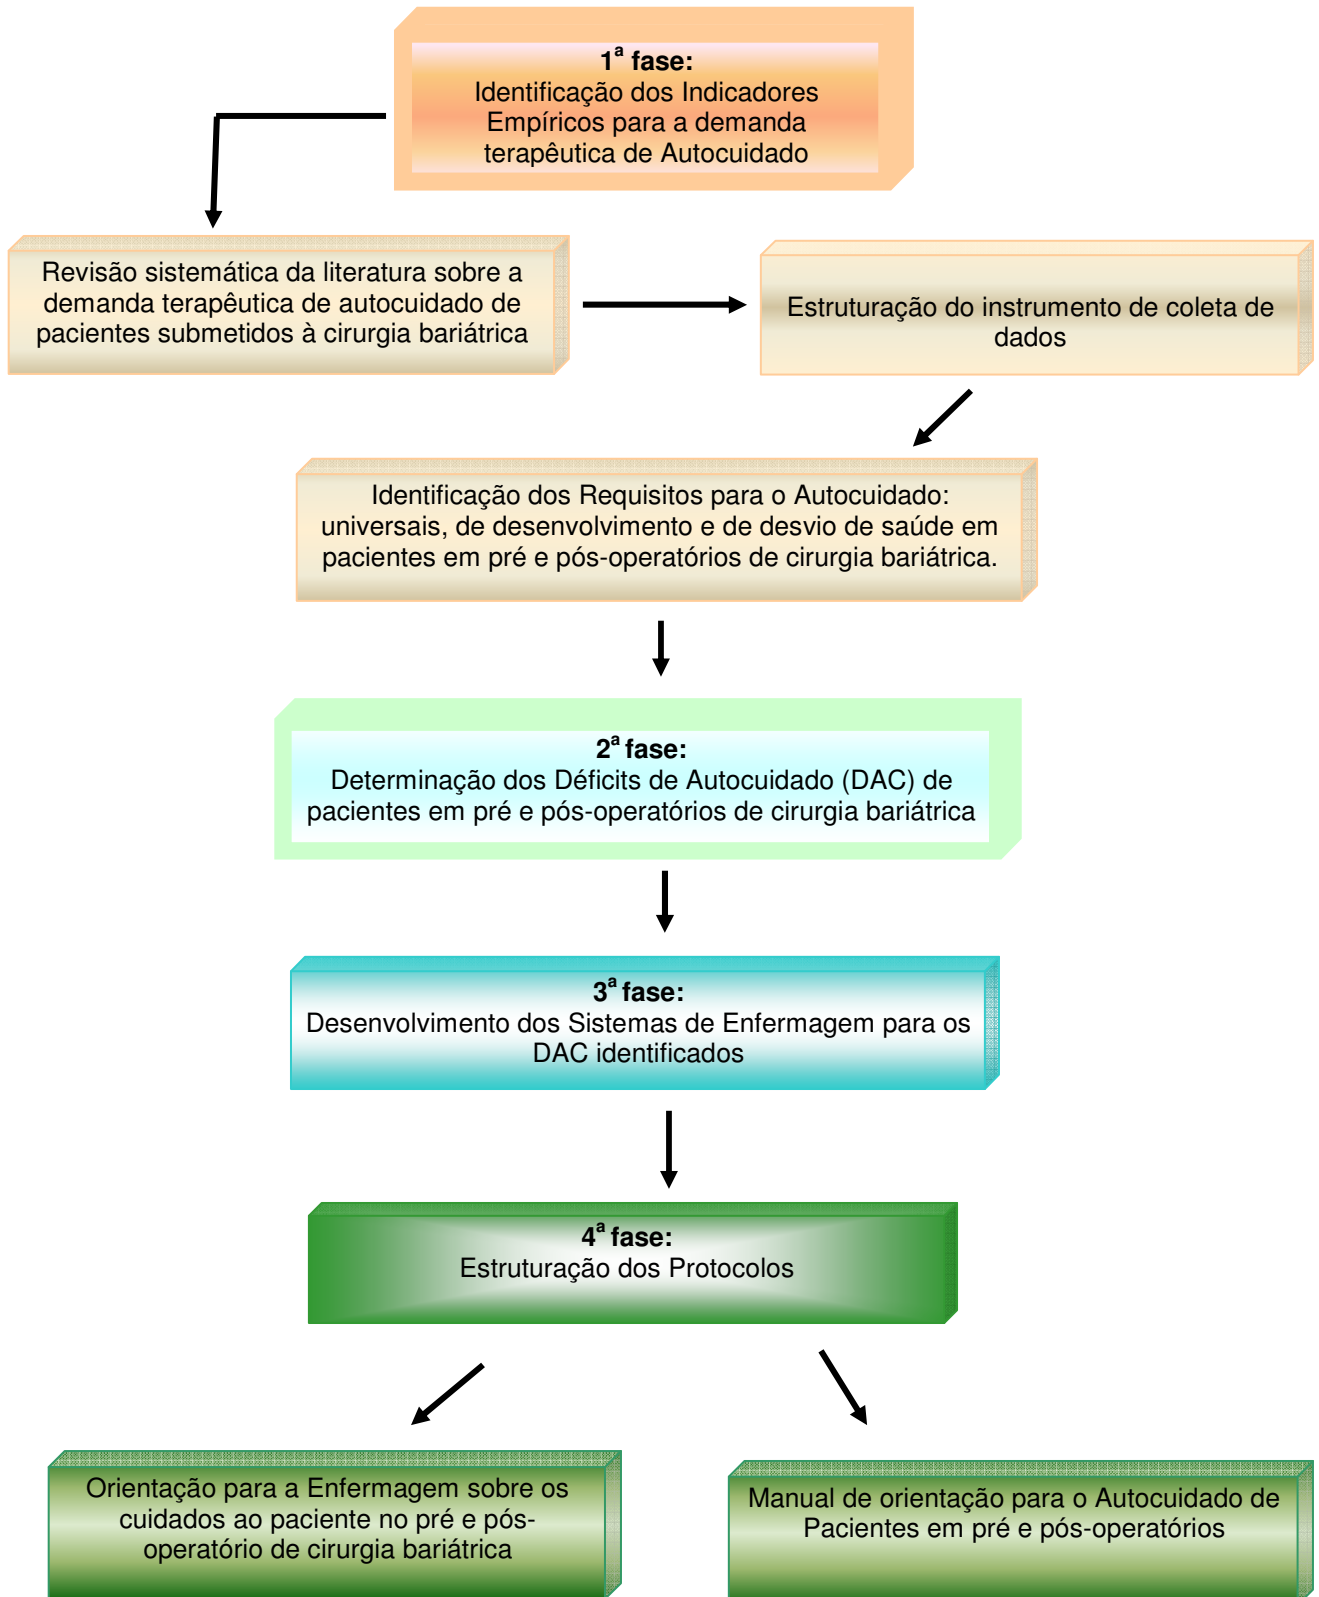 1ª fase:
Identificação dos Indicadores
Empíricos para a demanda
terapêutica de Autocuidado
Revisão sistemática da literatura sobre a
demanda terapêutica de autocuidado de
pacientes submetidos à cirurgia bariátrica
Estruturação do instrumento de coleta de
dados
Identificação dos Requisitos para o Autocuidado:
universais, de desenvolvimento e de desvio de saúde em
pacientes em pré e pós-operatórios de cirurgia bariátrica.
2ª fase:
Determinação dos Déficits de Autocuidado (DAC) de
pacientes em pré e pós-operatórios de cirurgia bariátrica
3ª fase:
Desenvolvimento dos Sistemas de Enfermagem para os
DAC identificados
4ª fase:
Estruturação dos Protocolos
Orientação para a Enfermagem sobre os
cuidados ao paciente no pré e pós-
operatório de cirurgia bariátrica
Manual de orientação para o Autocuidado de
Pacientes em pré e pós-operatórios